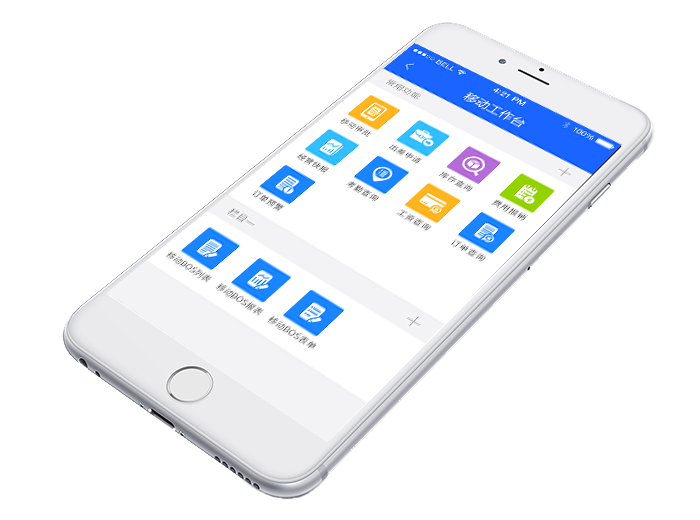 BELL
4:21 PM
100%
移动工作台
常用功能
移动审批
出差申请
库存查询
费用报销
经营快报
考勤查询
工资查询
订单查询
订单预警
栏目一
移动BOS列表
移动BOS报表
移动BOS表单